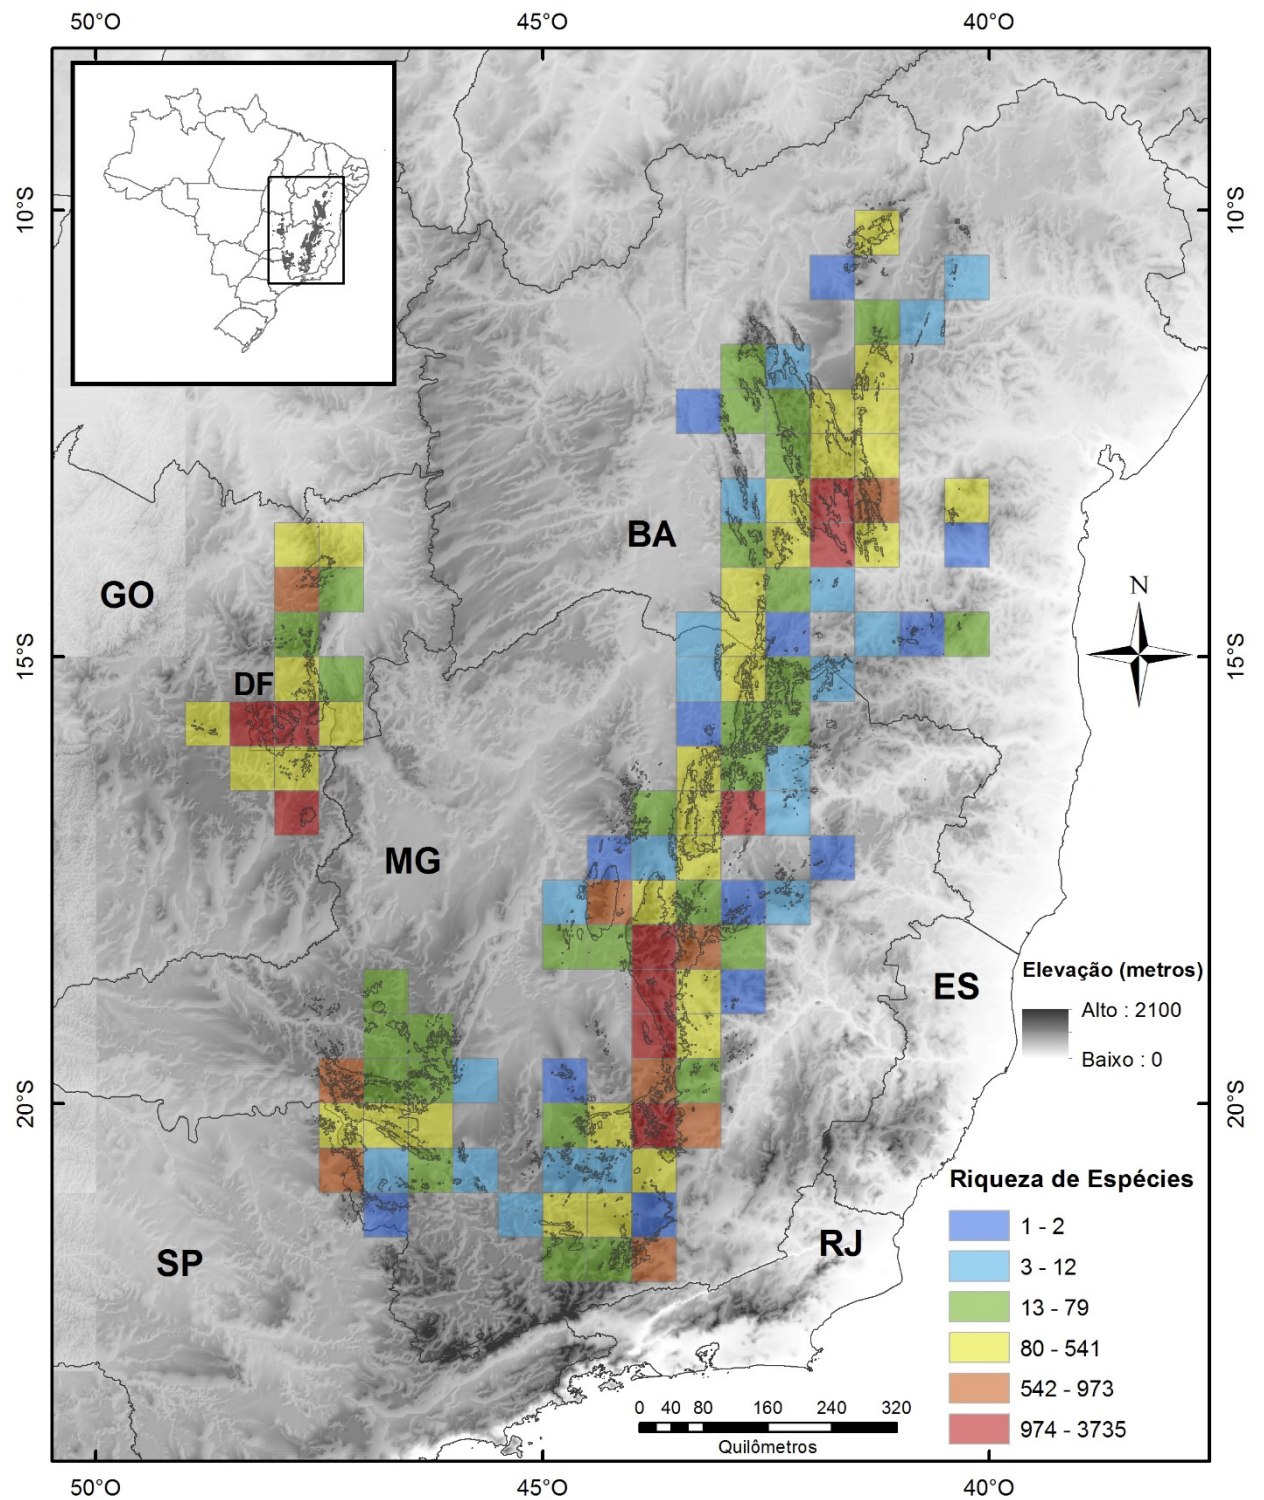 50°O 45°O 40°O
10°S 10°S
BA
GO
15°S 15°S
DF
N
MG
ES
Elevação (metros)
Alto : 2100
Baixo : 0
20°S 20°S
Riqueza de Espécies
1 - 2
3 - 12
13 - 79
80 - 541
542 - 973
974 - 3735
RJ
SP
0 40 80 160 240 320
Quilômetros
50°O 45°O 40°O